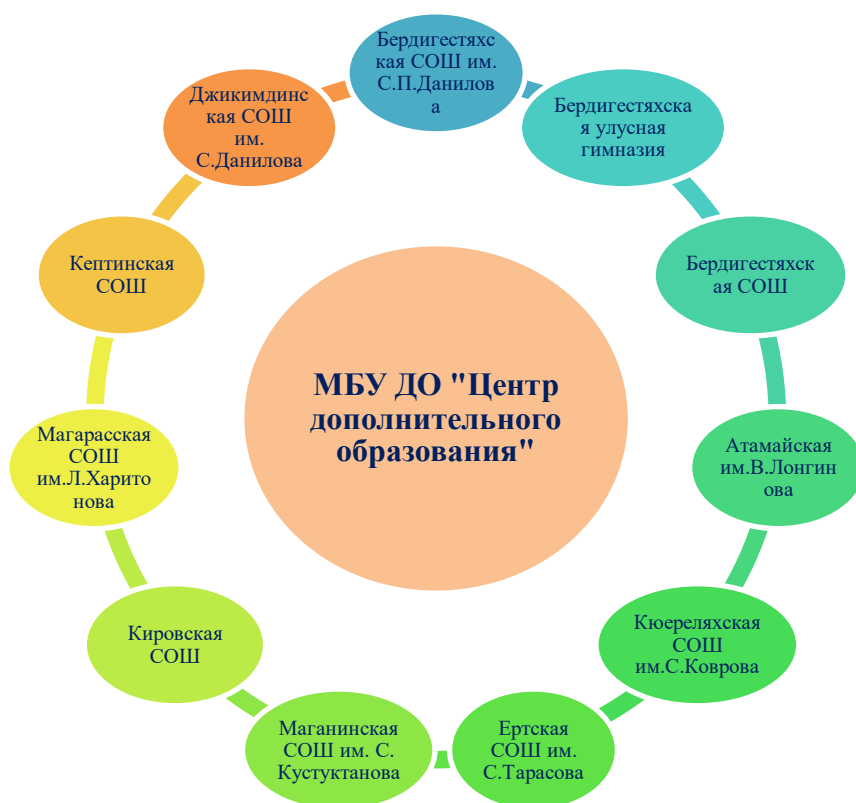 Бердигестяхс
кая СОШ им.
С.П.Данилов
а
Бердигестяхска
я улусная
гимназия
Бердигестяхск
ая СОШ
Атамайская
им.В.Лонгин
ова
Кюереляхская
СОШ
им.С.Коврова
Ертская
СОШ им.
С.Тарасова
Маганинская
СОШ им. С.
Кустуктанова
Кировская
СОШ
Магарасская
СОШ
им.Л.Харито
нова
Кептинская
СОШ
Джикимдинс
кая СОШ
им.
С.Данилова
МБУ ДО "Центр
дополнительного
образования"